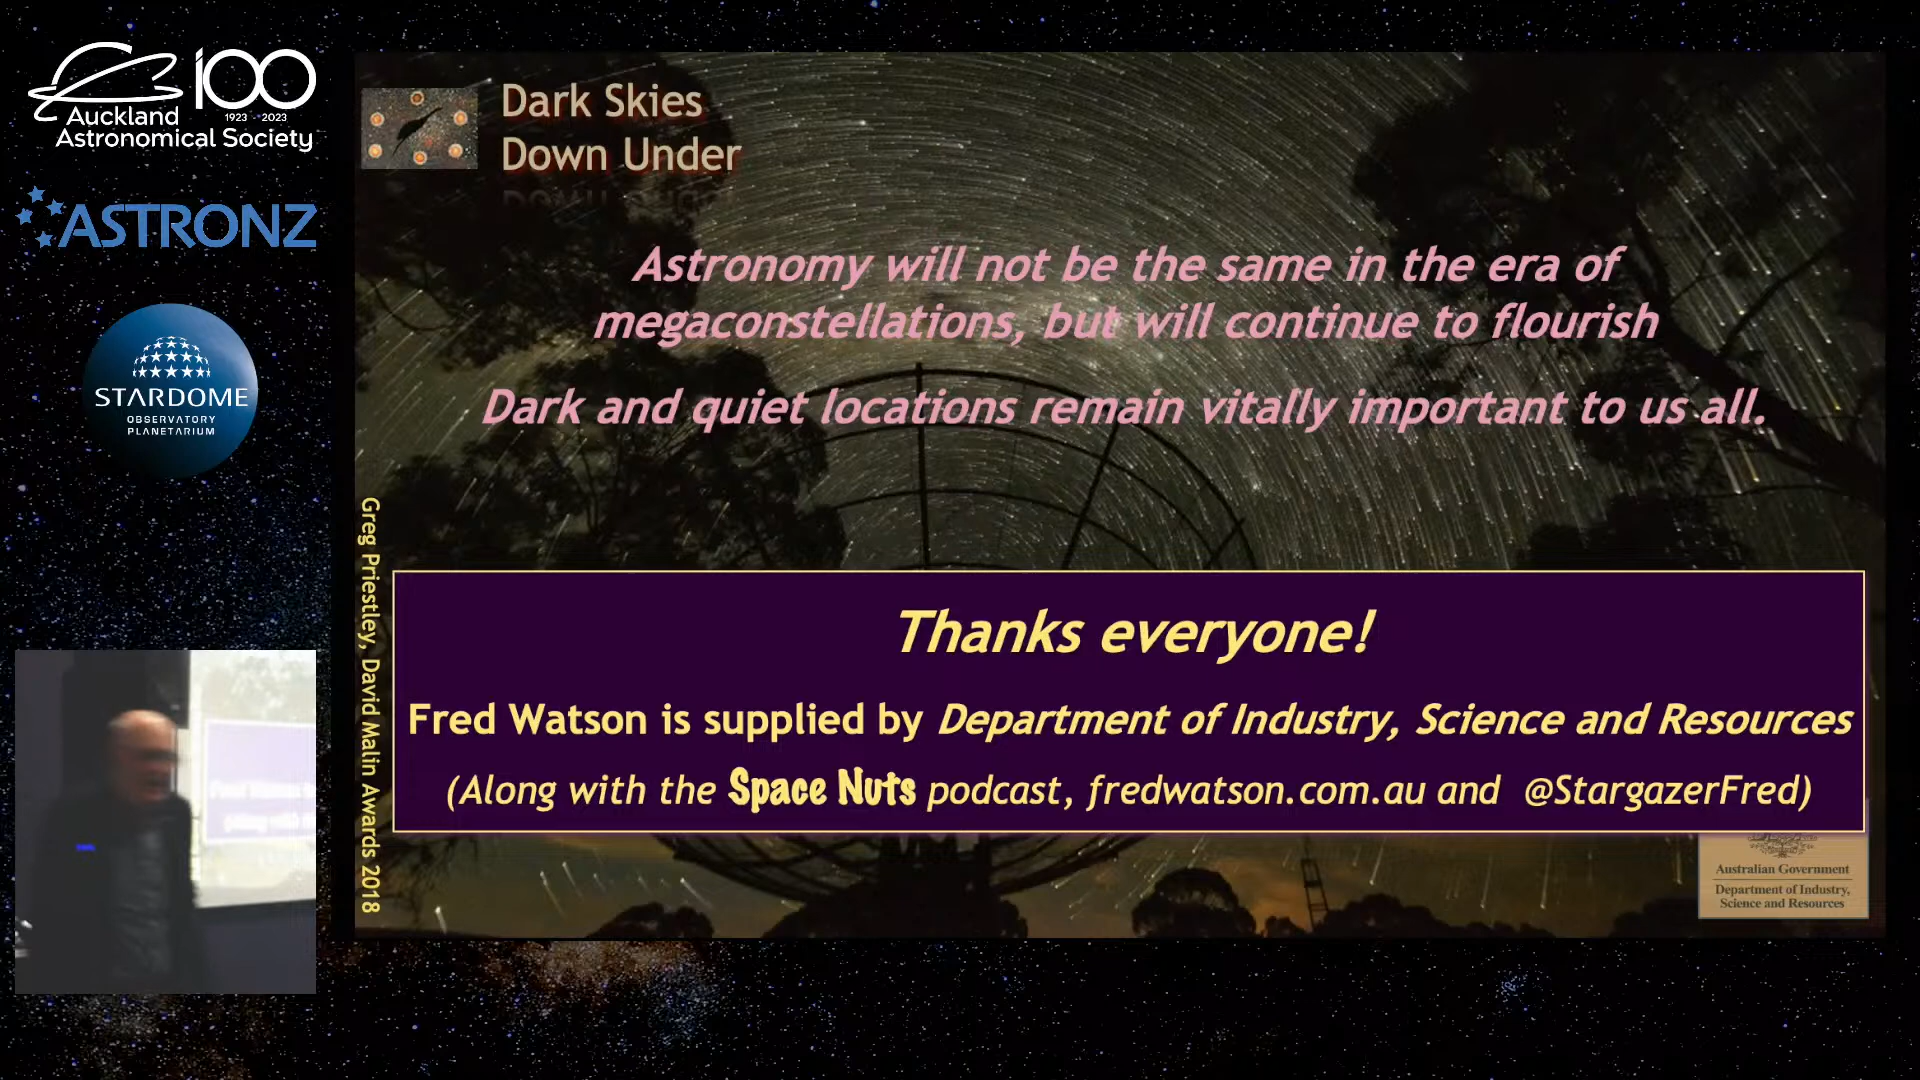 Auckland 100
1923 - 2023
Astronomical Society
ASTRONZ
STARDOME
OBSERVATORY
PLANETARIUM
Dark Skies
Down Under
Astronomy will not be the same in the era of
megaconstellations, but will continue to flourish
Dark and quiet locations remain vitally important to us all.
Greg Priestley, David Malin Awards 2018
Thanks everyone!
Fred Watson is supplied by Department of Industry, Science and Resources
(Along with the Space Nuts podcast, fredwatson.com.au and @StargazerFred)
Australian Government
Department of Industry,
Science and Resources